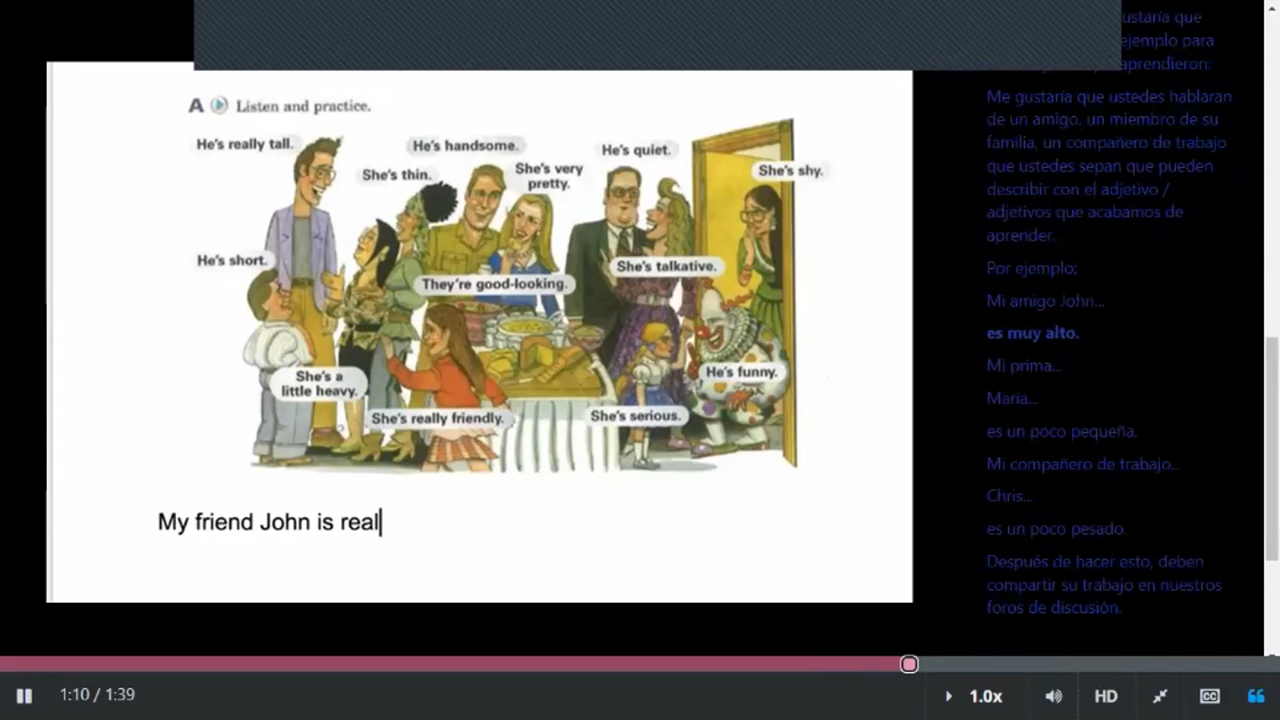 A Listen and practice.
He's really tall.
He's handsome.
He's quiet.
She's shy.
She's thin.
She's very
pretty.
He's short.
They're good-looking.
She's talkative.
She's a
little heavy.
She's really friendly.
She's serious.
He's funny.
My friend John is real
ustaría que
ejemplo para
aprendieron.
Me gustaría que ustedes hablaran
de un amigo, un miembro de su
familia, un compañero de trabajo
que ustedes sepan que pueden
describir con el adjetivo /
adjetivos que acabamos de
aprender.
Por ejemplo;
Mi amigo John...
es muy alto.
Mi prima...
Maria...
es un poco pequeña.
Mi compañero de trabajo...
Chris...
es un poco pesado.
Después de hacer esto, deben
compartir su trabajo en nuestros
foros de discusión.
1:10 / 1:39
1.0x
HD
CC